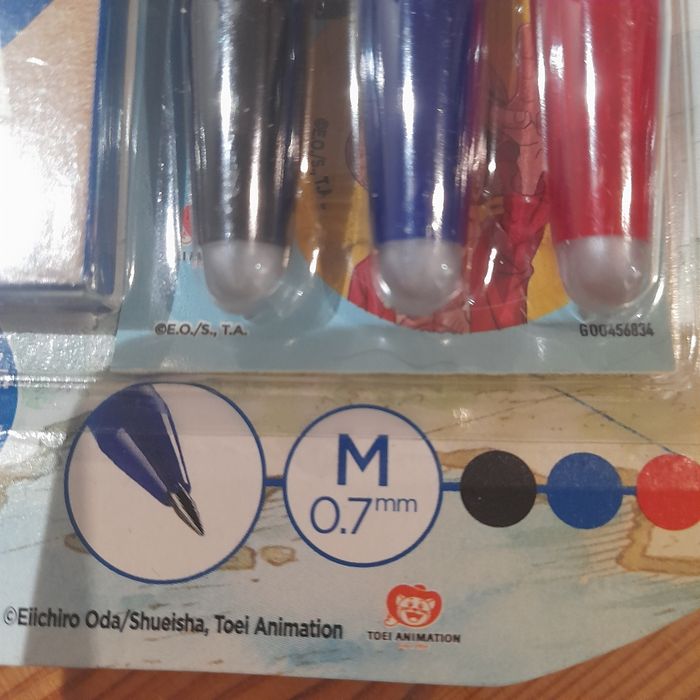 ©E.O./S., T.A.
©E.O./S., T.A.
G00456834
M
0.7mm
©Eiichiro Oda/Shueisha, Toei Animation
TOEI ANIMATION